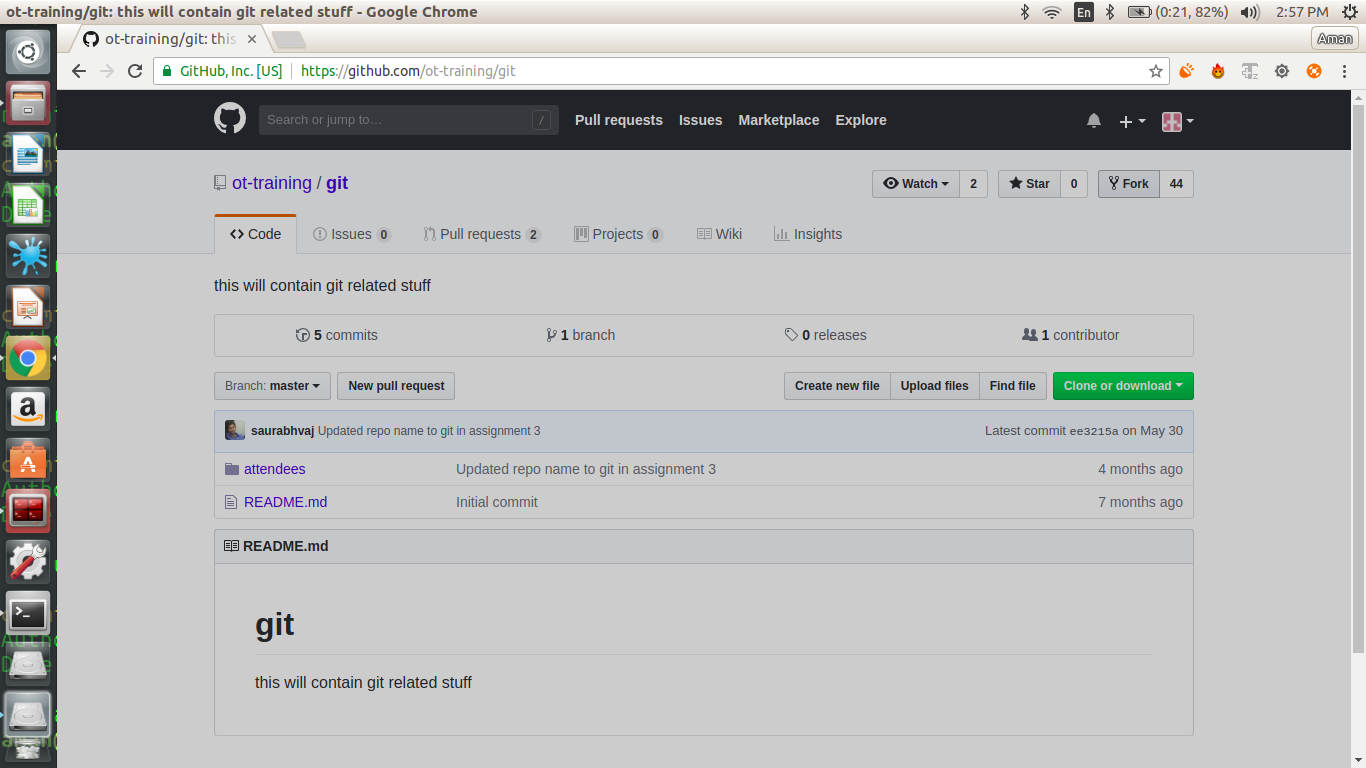 ot-training/git: this will contain git related stuff - Google Chrome
En (0:21, 82%) 2:57 PM
ot-training/git: this
Aman
GitHub, Inc. [US] https://github.com/ot-training/git
Search or jump to… /
Pull requests Issues Marketplace Explore
ot-training / git
Watch 2 Star 0 Fork 44
Code Issues 0 Pull requests 2 Projects 0 Wiki Insights
this will contain git related stuff
5 commits 1 branch 0 releases 1 contributor
Branch: master New pull request Create new file Upload files Find file Clone or download
saurabhvaj Updated repo name to git in assignment 3 Latest commit ee3215a on May 30
attendees Updated repo name to git in assignment 3 4 months ago
README.md Initial commit 7 months ago
README.md
git
this will contain git related stuff